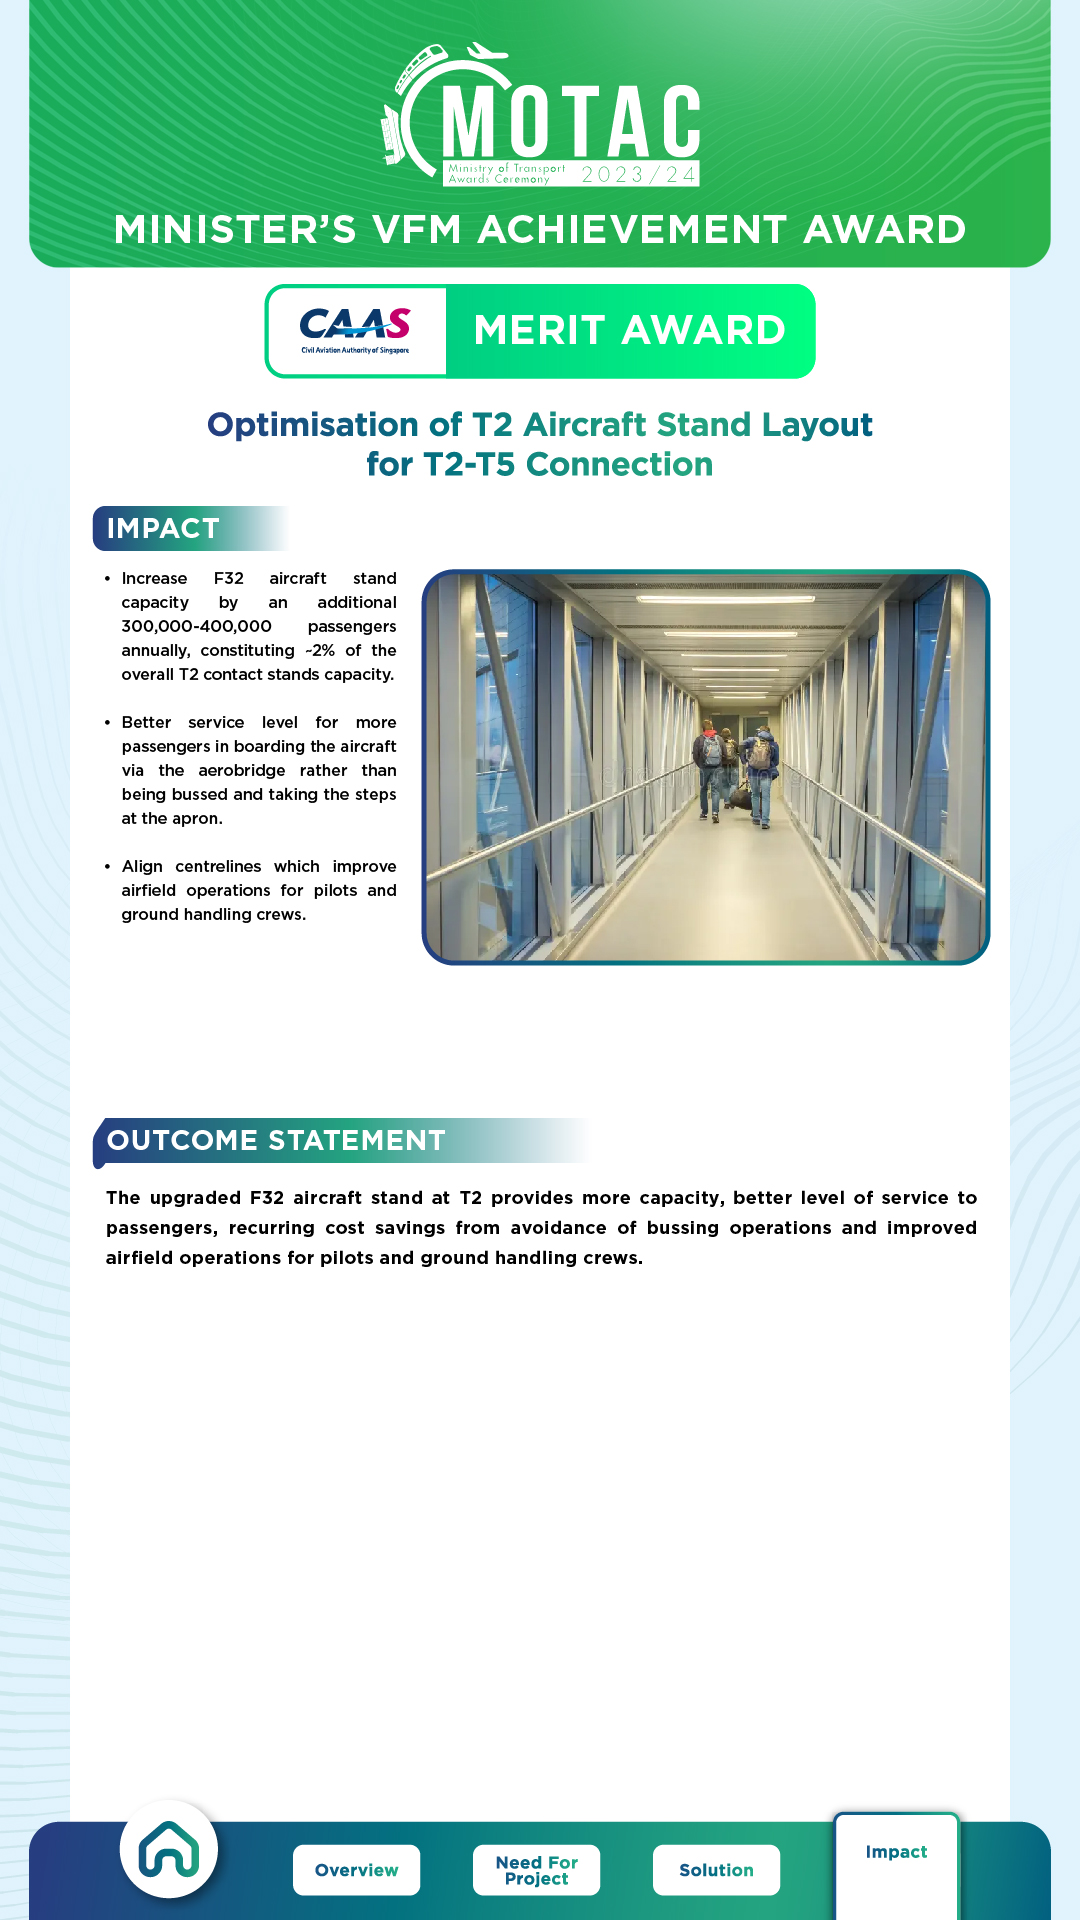 MOTAC
Ministry of Transport
Awards Ceremony
2023/24
MINISTER’S VFM ACHIEVEMENT AWARD
CAAS
Civil Aviation Authority of Singapore
MERIT AWARD
Optimisation of T2 Aircraft Stand Layout
for T2-T5 Connection
IMPACT
• Increase F32 aircraft stand
capacity by an additional
300,000-400,000 passengers
annually, constituting ~2% of the
overall T2 contact stands capacity.
• Better service level for more
passengers in boarding the aircraft
via the aerobridge rather than
being bussed and taking the steps
at the apron.
• Align centrelines which improve
airfield operations for pilots and
ground handling crews.
OUTCOME STATEMENT
The upgraded F32 aircraft stand at T2 provides more capacity, better level of service to
passengers, recurring cost savings from avoidance of bussing operations and improved
airfield operations for pilots and ground handling crews.
Overview
Need For
Project
Solution
Impact